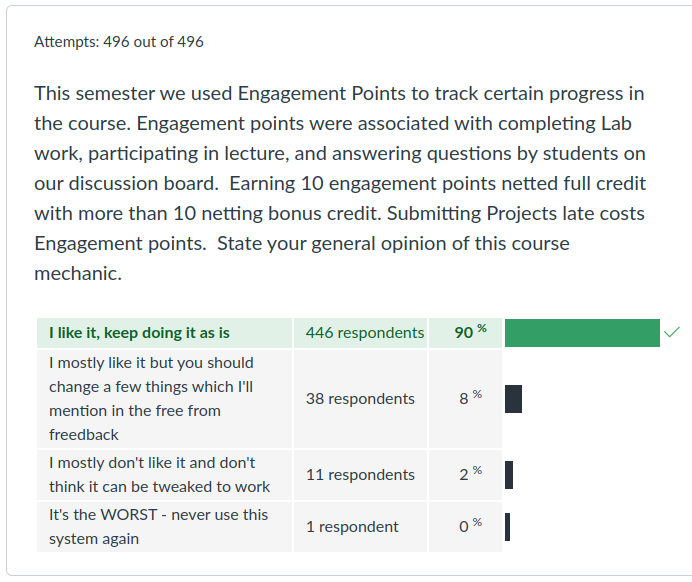 Attempts: 496 out of 496
This semester we used Engagement Points to track certain progress in
the course. Engagement points were associated with completing Lab
work, participating in lecture, and answering questions by students on
our discussion board.  Earning 10 engagement points netted full credit
with more than 10 netting bonus credit. Submitting Projects late costs
Engagement points.  State your general opinion of this course
mechanic.
I like it, keep doing it as is 446 respondents 90 %
I mostly like it but you should
change a few things which I'll
mention in the free from
freedback
38 respondents 8 %
I mostly don't like it and don't
think it can be tweaked to work
11 respondents 2 %
It's the WORST - never use this
system again
1 respondent 0 %